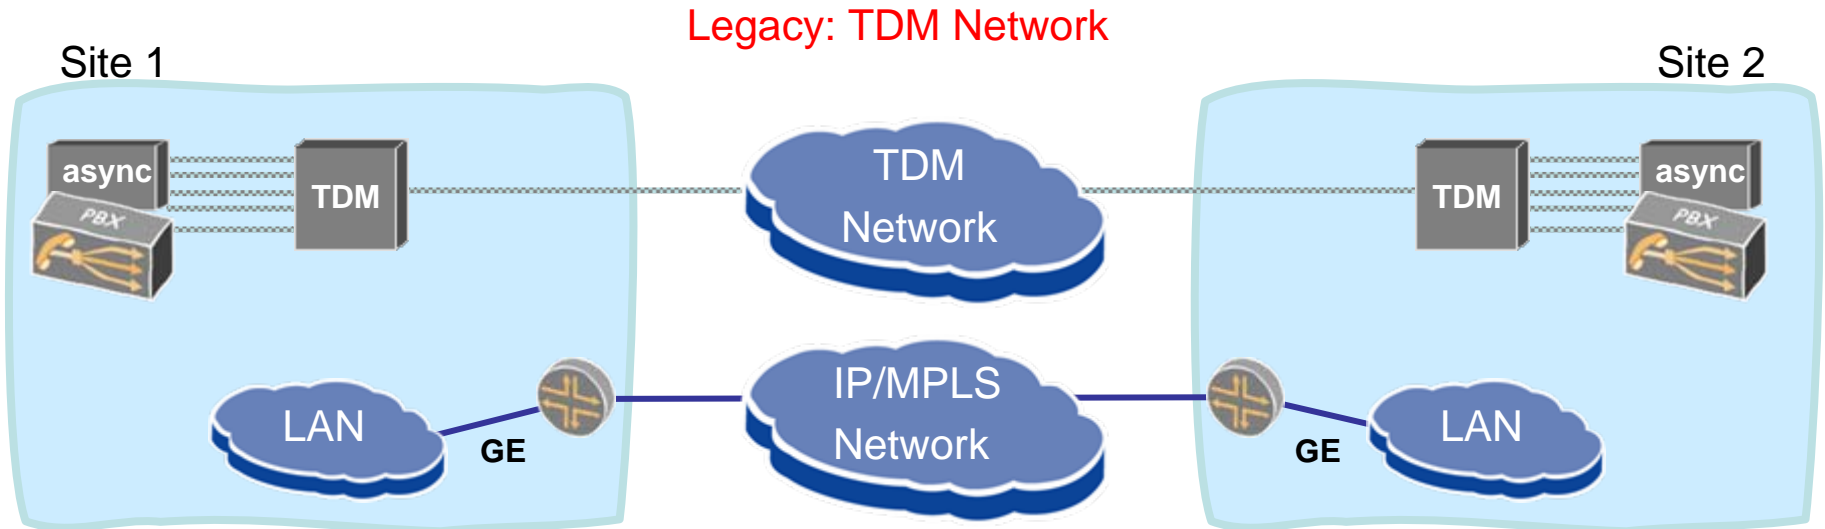 Legacy: TDM Network
Site 1
Site 2
async
PBX
TDM
TDM
Network
TDM
async
PBX
LAN
GE
IP/MPLS
Network
GE
LAN